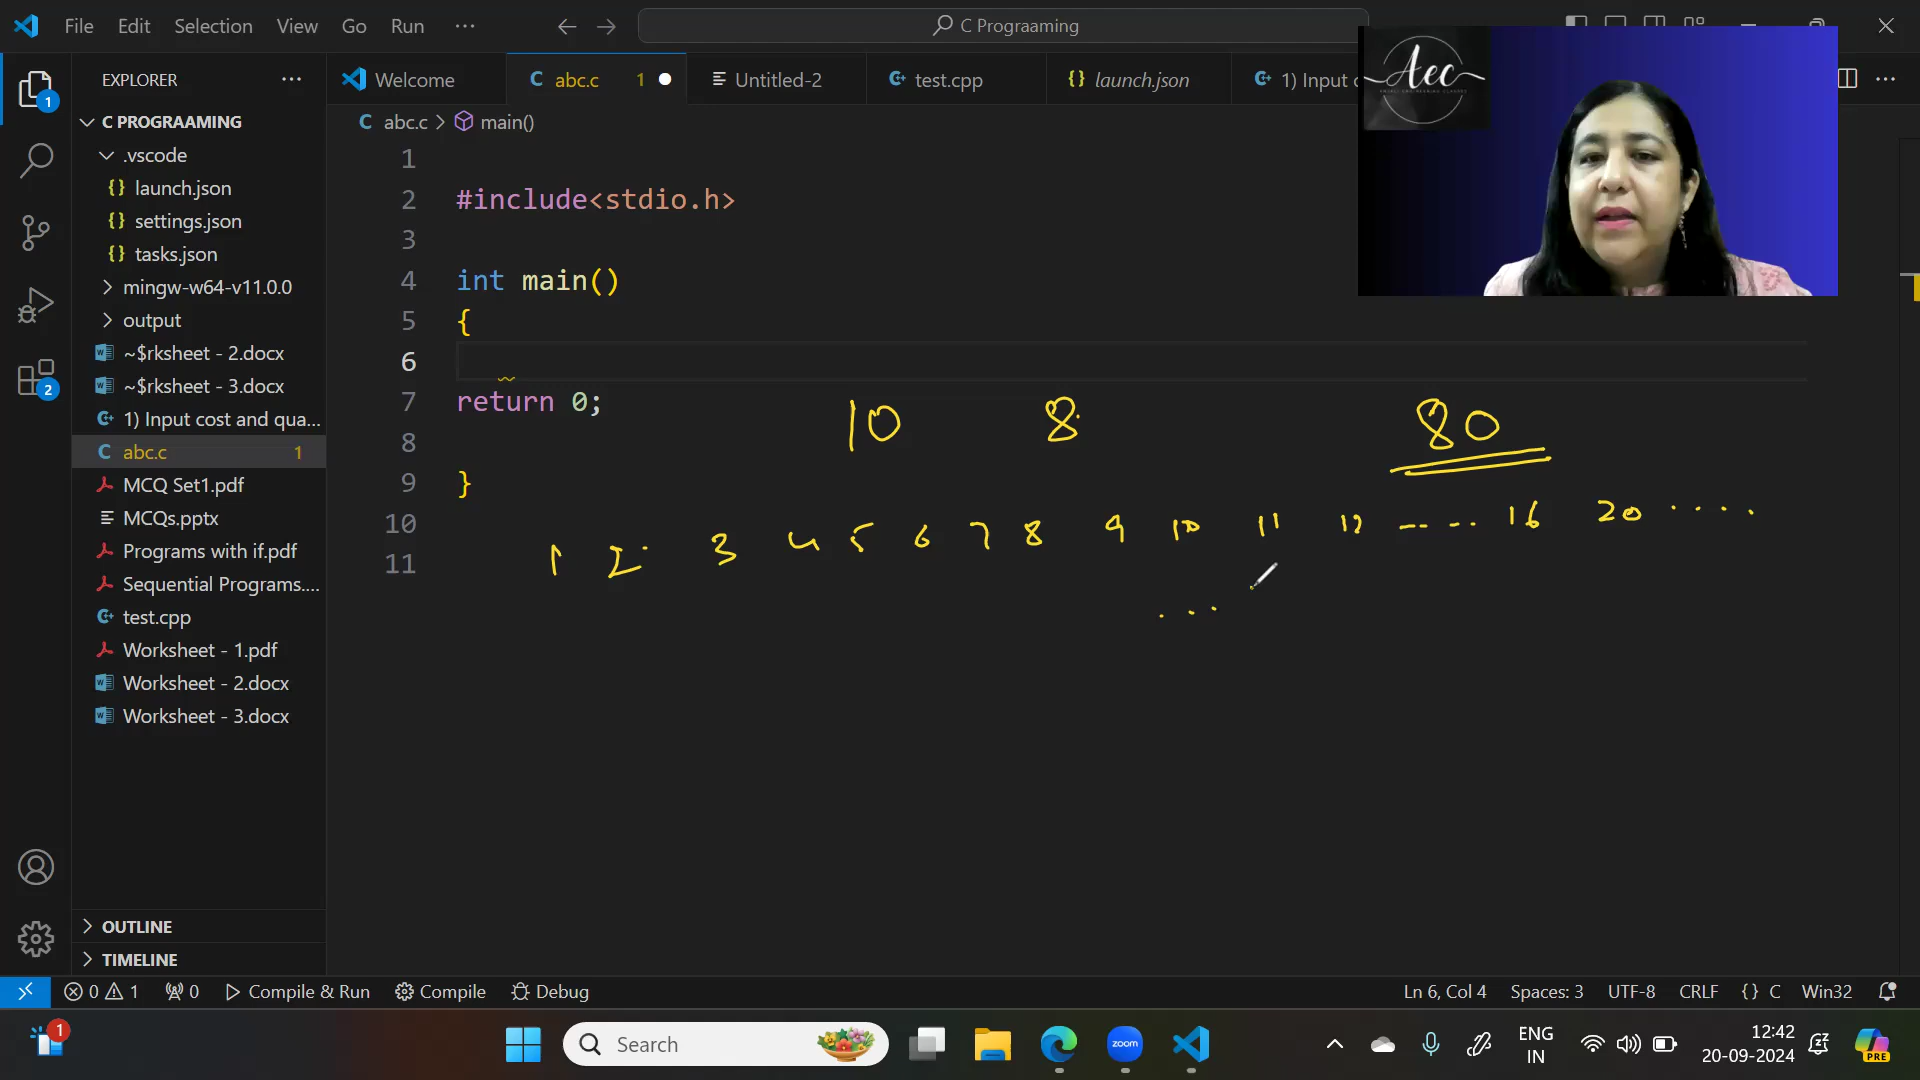 File Edit Selection View Go Run ··· C Prograaming
EXPLORER ···
Welcome
abc.c 1
Untitled-2
test.cpp
launch.json
1) Input c
Aec
C PROGRAAMING
.vscode
launch.json
settings.json
tasks.json
mingw-w64-v11.0.0
output
~$rksheet - 2.docx
~$rksheet - 3.docx
1) Input cost and qua...
abc.c 1
MCQ Set1.pdf
MCQs.pptx
Programs with if.pdf
Sequential Programs....
test.cpp
Worksheet - 1.pdf
Worksheet - 2.docx
Worksheet - 3.docx
OUTLINE
TIMELINE
abc.c > main()
1
2 #include<stdio.h>
3
4 int main()
5 {
6
7 return 0;
8
9 }
10
11
10 8 80
1 2 3 4 5 6 7 8 9 10 11 12 ---- 16 20 ....
...
0 1 0 Compile & Run Compile Debug Ln 6, Col 4 Spaces: 3 UTF-8 CRLF {} C Win32
1 2
1 Search zoom ENG IN 12:42 20-09-2024 PRE